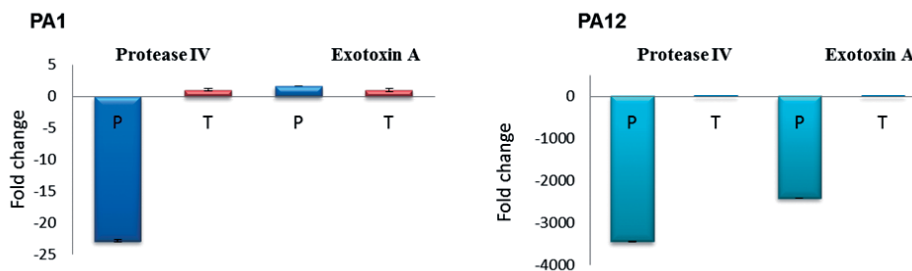 PA1
Protease IV Exotoxin A
5
0
-5
-10
-15
-20
-25
Fold change
P T P T
PA12
Protease IV Exotoxin A
0
-1000
-2000
-3000
-4000
Fold change
P T P T